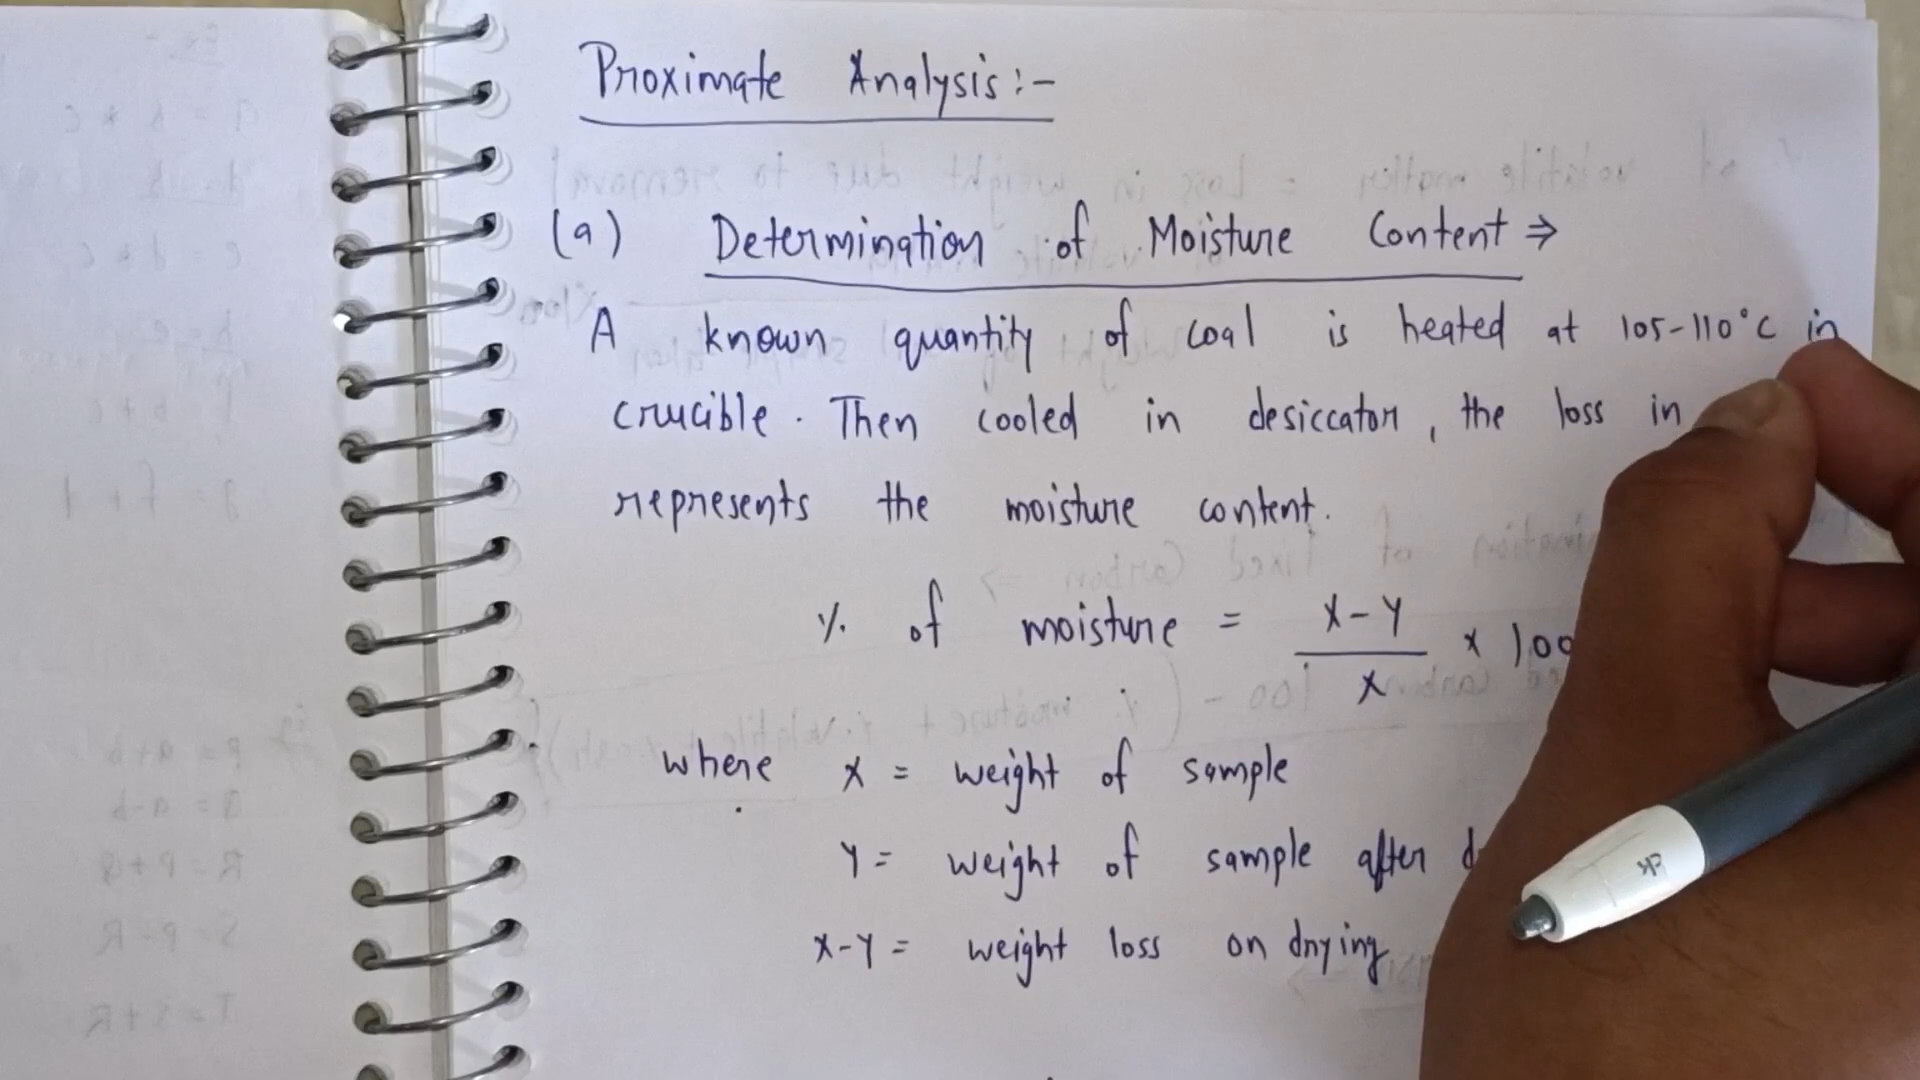 Proximate Analysis:-
(a) Determination of Moisture Content ⇒
A known quantity of coal is heated at 105-110°C in
crucible. Then cooled in desiccator, the loss in
represents the moisture content.
% of moisture = X-Y / X × 100
where X = weight of sample
Y = weight of sample after
X-Y = weight loss on drying